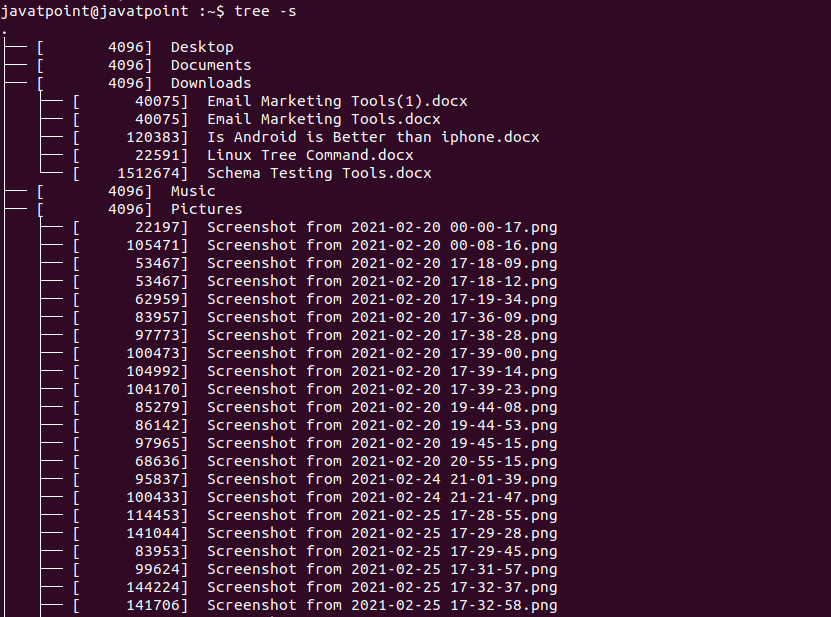 javatpoint@javatpoint :~$ tree -s
.
├── [       4096]  Desktop
├── [       4096]  Documents
├── [       4096]  Downloads
│   ├── [      40075]  Email Marketing Tools(1).docx
│   ├── [      40075]  Email Marketing Tools.docx
│   ├── [     120383]  Is Android is Better than iphone.docx
│   ├── [      22591]  Linux Tree Command.docx
│   └── [    1512674]  Schema Testing Tools.docx
├── [       4096]  Music
├── [       4096]  Pictures
│   ├── [      22197]  Screenshot from 2021-02-20 00-00-17.png
│   ├── [     105471]  Screenshot from 2021-02-20 00-08-16.png
│   ├── [      53467]  Screenshot from 2021-02-20 17-18-09.png
│   ├── [      53467]  Screenshot from 2021-02-20 17-18-12.png
│   ├── [      62959]  Screenshot from 2021-02-20 17-19-34.png
│   ├── [      83957]  Screenshot from 2021-02-20 17-36-09.png
│   ├── [      97773]  Screenshot from 2021-02-20 17-38-28.png
│   ├── [     100473]  Screenshot from 2021-02-20 17-39-00.png
│   ├── [     104992]  Screenshot from 2021-02-20 17-39-14.png
│   ├── [     104170]  Screenshot from 2021-02-20 17-39-23.png
│   ├── [      85279]  Screenshot from 2021-02-20 19-44-08.png
│   ├── [      86142]  Screenshot from 2021-02-20 19-44-53.png
│   ├── [      97965]  Screenshot from 2021-02-20 19-45-15.png
│   ├── [      68636]  Screenshot from 2021-02-20 20-55-15.png
│   ├── [      95837]  Screenshot from 2021-02-24 21-01-39.png
│   ├── [     100433]  Screenshot from 2021-02-24 21-21-47.png
│   ├── [     114453]  Screenshot from 2021-02-25 17-28-55.png
│   ├── [     141044]  Screenshot from 2021-02-25 17-29-28.png
│   ├── [      83953]  Screenshot from 2021-02-25 17-29-45.png
│   ├── [      99624]  Screenshot from 2021-02-25 17-31-57.png
│   ├── [     144224]  Screenshot from 2021-02-25 17-32-37.png
│   ├── [     141706]  Screenshot from 2021-02-25 17-32-58.png